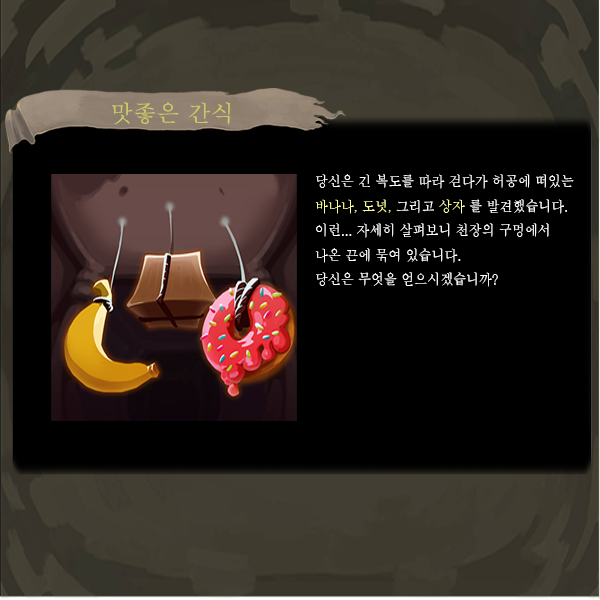 맛좋은 간식
당신은 긴 복도를 따라 걷다가 허공에 떠있는
바나나, 도넛, 그리고 상자 를 발견했습니다.
이런... 자세히 살펴보니 천장의 구멍에서
나온 끈에 묶여 있습니다.
당신은 무엇을 얻으시겠습니까?